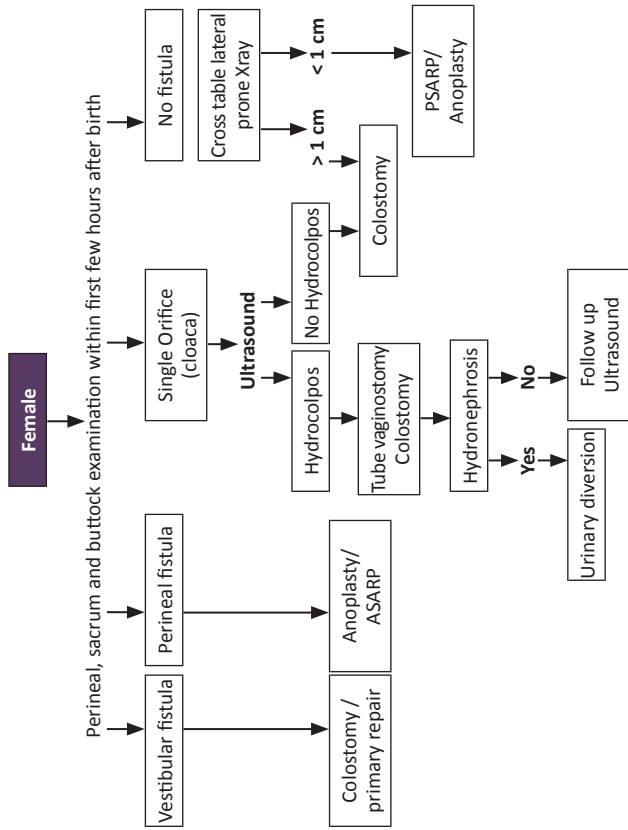 Female
Perineal, sacrum and buttock examination within first few hours after birth
Vestibular fistula
Colostomy /
primary repair
Perineal fistula
Anoplasty/
ASARP
Single Orifice
(cloaca)
Ultrasound
Hydrocolpos
Tube vaginostomy
Colostomy
Hydronephrosis
Yes
Urinary diversion
No
Follow up
Ultrasound
No Hydrocolpos
Colostomy
No fistula
Cross table lateral
prone Xray
> 1 cm
< 1 cm
PSARP/
Anoplasty